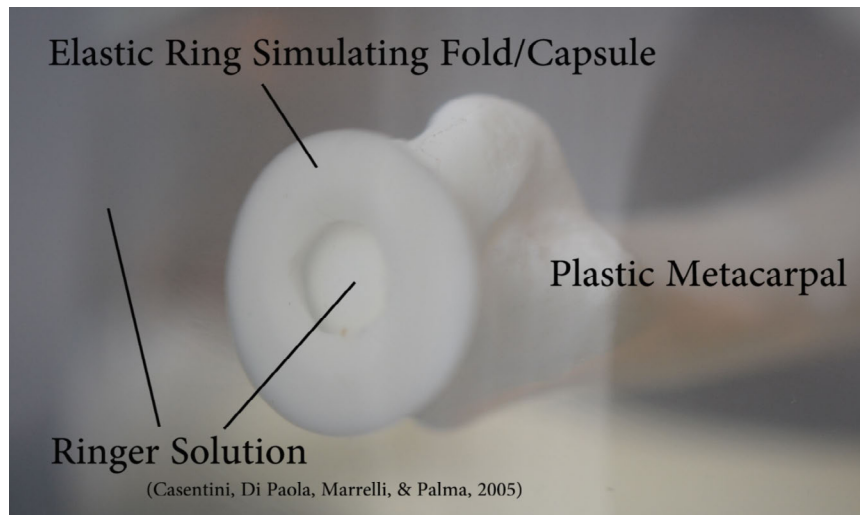 Elastic Ring Simulating Fold/Capsule
Plastic Metacarpal
Ringer Solution
(Casentini, Di Paola, Marrelli, & Palma, 2005)